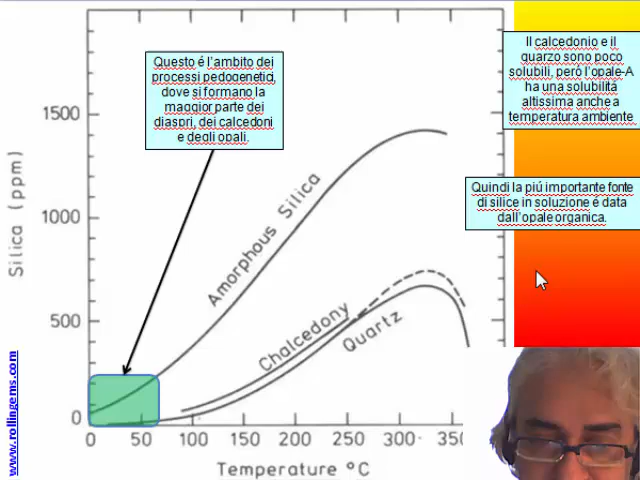 Questo é l'ambito dei
processi pedogenetici,
dove si formano la
maggior parte dei
diaspri, dei calcedoni
e degli opali.
Il calcedonio e il
quarzo sono poco
solubili, peró l'opale-A
ha una solubilità
altissima anche a
temperatura ambiente
Quindi la piú importante fonte
di silice in soluzione é data
dall'opale organica.
Silica (ppm)
1500
1000
500
0
Amorphous Silica
Chalcedony
Quartz
0 50 100 150 200 250 300 350
Temperature °C
www.rollingems.com